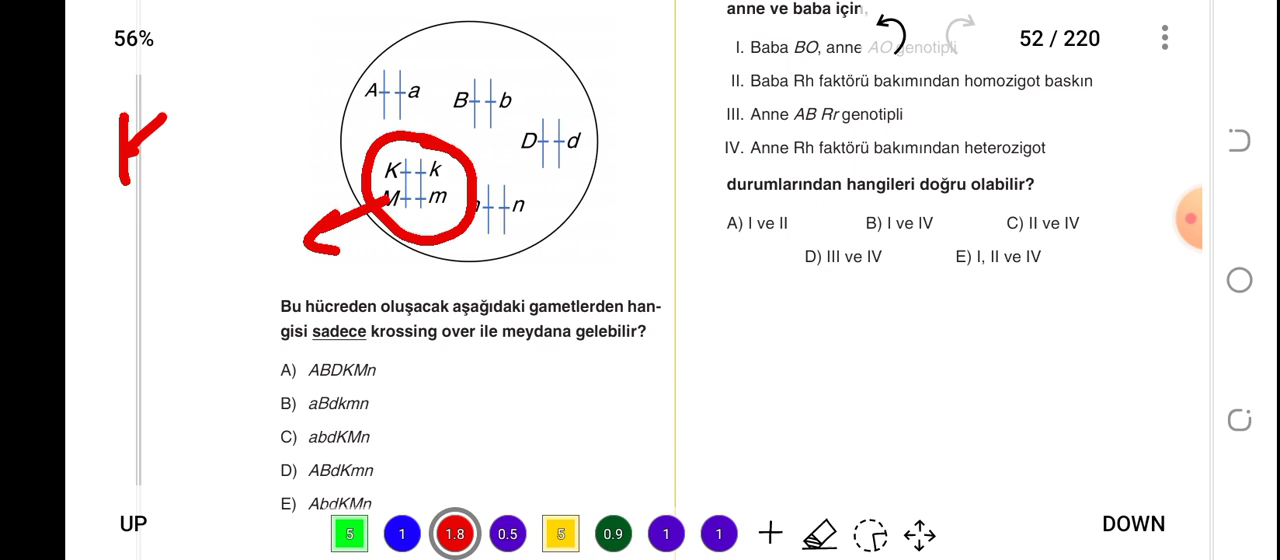 56%
A a
B b
D d
K k
M m
n
Bu hücreden oluşacak aşağıdaki gametlerden han-
gisi sadece krossing over ile meydana gelebilir?
A) ABDKMn
B) aBdkmn
C) abdKMn
D) ABdKmn
E) AbdKMn
anne ve baba için,
I. Baba BO, anne AO genotipli
II. Baba Rh faktörü bakımından homozigot baskın
III. Anne AB Rr genotipli
IV. Anne Rh faktörü bakımından heterozigot
durumlarından hangileri doğru olabilir?
A) I ve II B) I ve IV C) II ve IV
D) III ve IV E) I, II ve IV
52 / 220
UP
5 1 1.8 0.5 5 0.9 1 1
DOWN